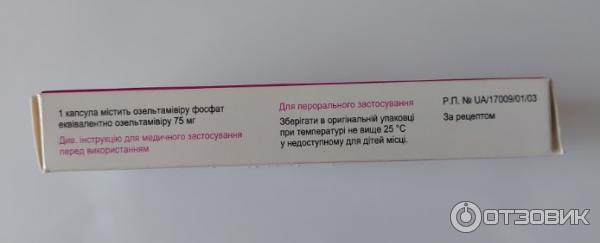 1 капсула містить озельтамівіру фосфат
еквівалентно озельтамівіру 75 мг
Див. інструкцію для медичного застосування
перед використанням
Для перорального застосування
Зберігати в оригінальній упаковці
при температурі не вище 25 °С
у недоступному для дітей місці.
Р.П. № UA/17009/01/03
За рецептом
ОТЗОВИК